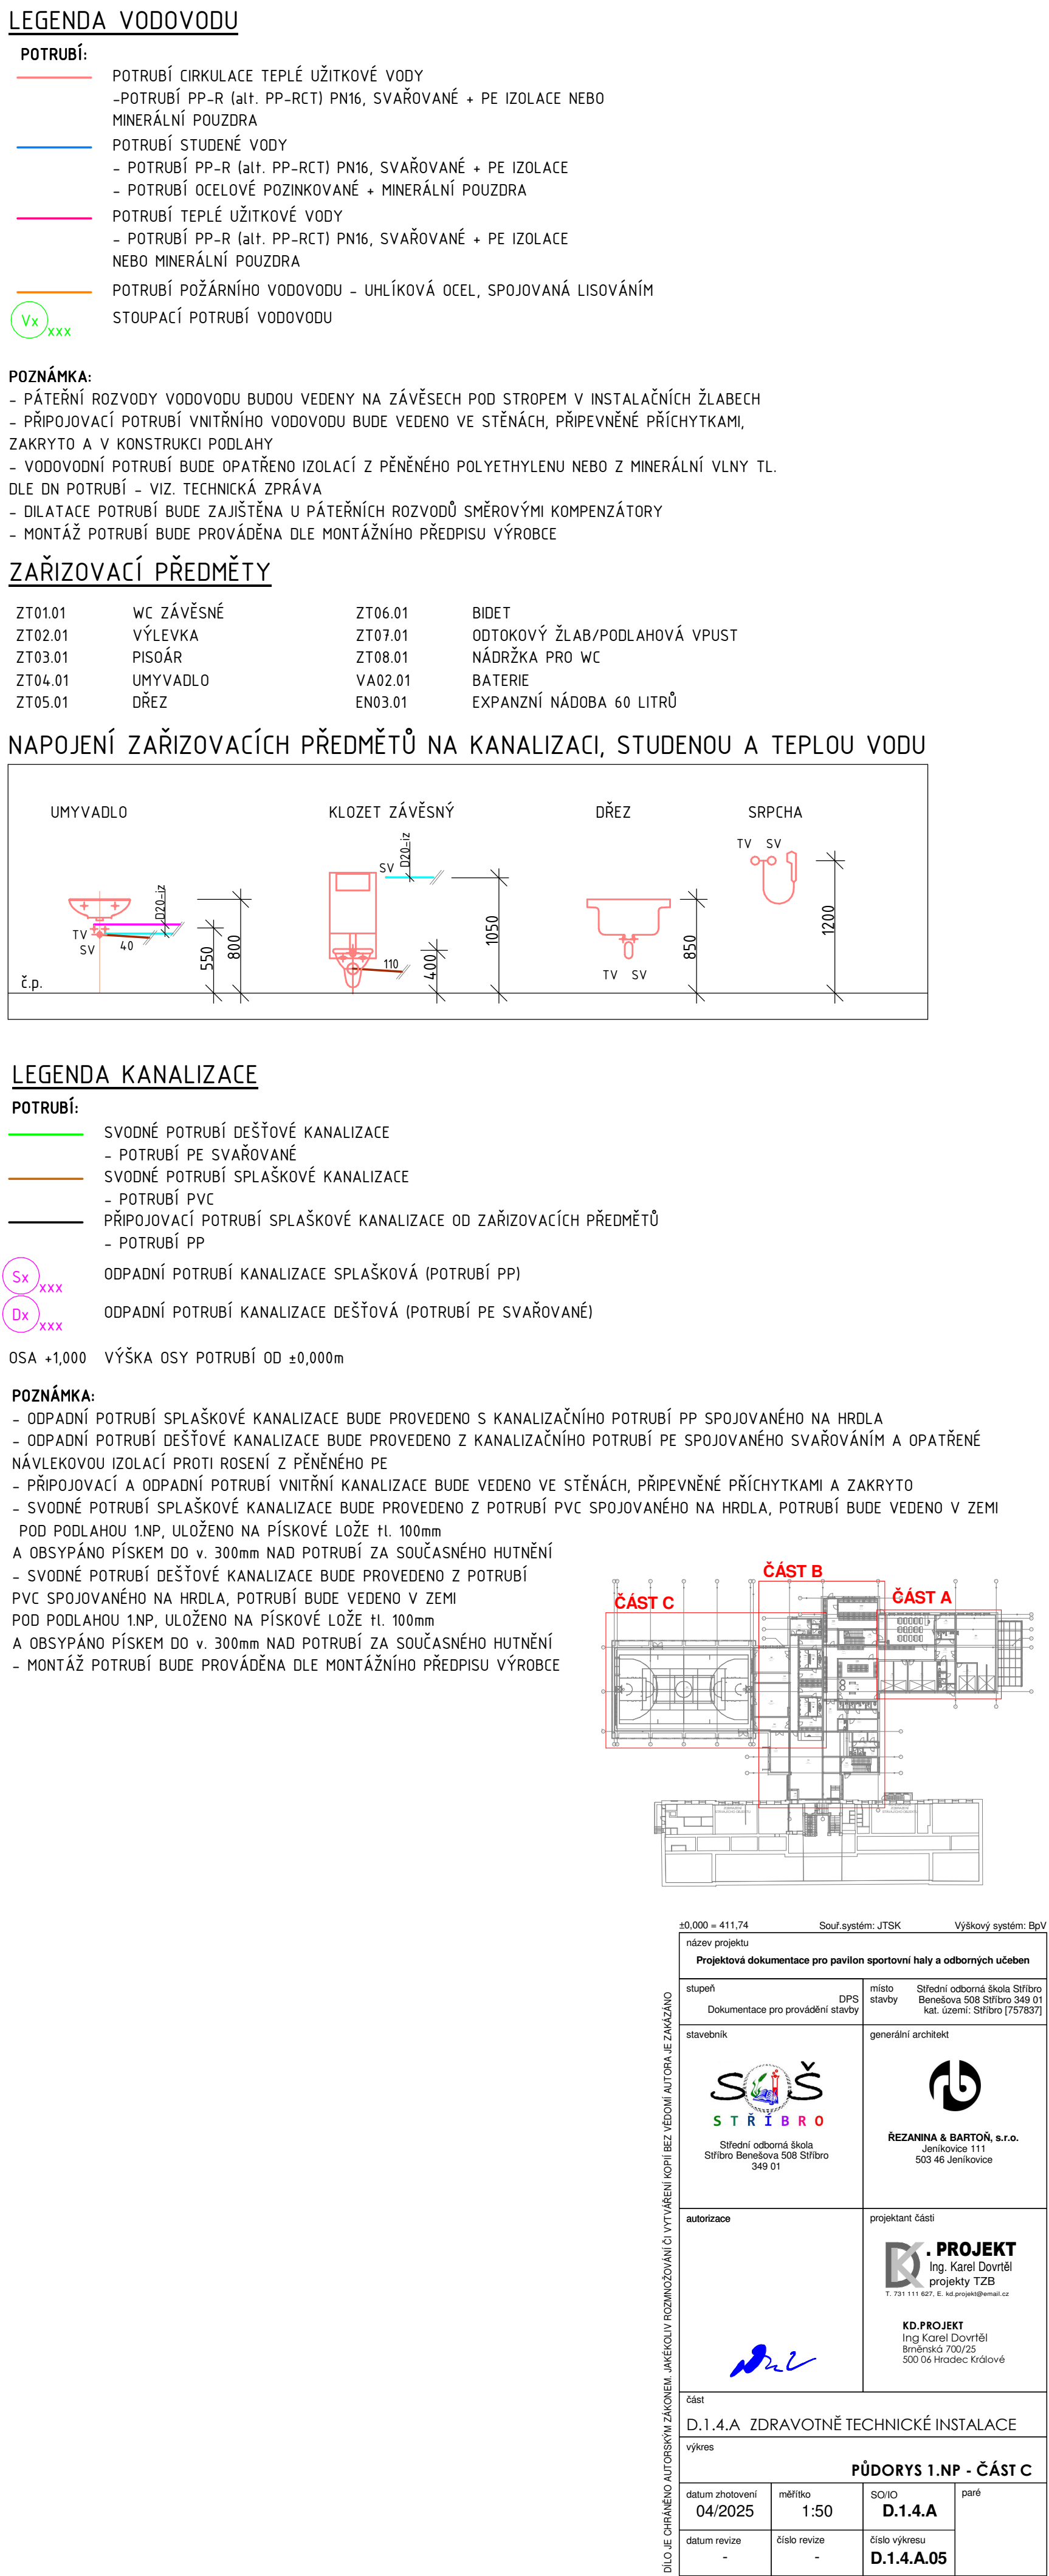 LEGENDA VODOVODU
POTRUBÍ:
POTRUBÍ CIRKULACE TEPLÉ UŽITKOVÉ VODY
-POTRUBÍ PP-R (alt. PP-RCT) PN16, SVAŘOVANÉ + PE IZOLACE NEBO
MINERÁLNÍ POUZDRA
POTRUBÍ STUDENÉ VODY
- POTRUBÍ PP-R (alt. PP-RCT) PN16, SVAŘOVANÉ + PE IZOLACE
- POTRUBÍ OCELOVÉ POZINKOVANÉ + MINERÁLNÍ POUZDRA
POTRUBÍ TEPLÉ UŽITKOVÉ VODY
- POTRUBÍ PP-R (alt. PP-RCT) PN16, SVAŘOVANÉ + PE IZOLACE
NEBO MINERÁLNÍ POUZDRA
POTRUBÍ POŽÁRNÍHO VODOVODU - UHLÍKOVÁ OCEL, SPOJOVANÁ LISOVÁNÍM
Vx xxx STOUPACÍ POTRUBÍ VODOVODU
POZNÁMKA:
- PÁTEŘNÍ ROZVODY VODOVODU BUDOU VEDENY NA ZÁVĚSECH POD STROPEM V INSTALAČNÍCH ŽLABECH
- PŘIPOJOVACÍ POTRUBÍ VNITŘNÍHO VODOVODU BUDE VEDENO VE STĚNÁCH, PŘIPEVNĚNÉ PŘÍCHYTKAMI,
ZAKRYTO A V KONSTRUKCI PODLAHY
- VODOVODNÍ POTRUBÍ BUDE OPATŘENO IZOLACÍ Z PĚNĚNÉHO POLYETHYLENU NEBO Z MINERÁLNÍ VLNY TL.
DLE DN POTRUBÍ - VIZ. TECHNICKÁ ZPRÁVA
- DILATACE POTRUBÍ BUDE ZAJIŠTĚNA U PÁTEŘNÍCH ROZVODŮ SMĚROVÝMI KOMPENZÁTORY
- MONTÁŽ POTRUBÍ BUDE PROVÁDĚNA DLE MONTÁŽNÍHO PŘEDPISU VÝROBCE
ZAŘIZOVACÍ PŘEDMĚTY
ZT01.01 WC ZÁVĚSNÉ ZT06.01 BIDET
ZT02.01 VÝLEVKA ZT07.01 ODTOKOVÝ ŽLAB/PODLAHOVÁ VPUST
ZT03.01 PISOÁR ZT08.01 NÁDRŽKA PRO WC
ZT04.01 UMYVADLO VA02.01 BATERIE
ZT05.01 DŘEZ EN03.01 EXPANZNÍ NÁDOBA 60 LITRŮ
NAPOJENÍ ZAŘIZOVACÍCH PŘEDMĚTŮ NA KANALIZACI, STUDENOU A TEPLOU VODU
UMYVADLO KLOZET ZÁVĚSNÝ DŘEZ SRPCHA
TV SV
SV D20-iz
D20-iz
TV
SV 40
550
800
110
400
1050
850
1200
TV SV
č.p.
LEGENDA KANALIZACE
POTRUBÍ:
SVODNÉ POTRUBÍ DEŠŤOVÉ KANALIZACE
- POTRUBÍ PE SVAŘOVANÉ
SVODNÉ POTRUBÍ SPLAŠKOVÉ KANALIZACE
- POTRUBÍ PVC
PŘIPOJOVACÍ POTRUBÍ SPLAŠKOVÉ KANALIZACE OD ZAŘIZOVACÍCH PŘEDMĚTŮ
- POTRUBÍ PP
Sx xxx ODPADNÍ POTRUBÍ KANALIZACE SPLAŠKOVÁ (POTRUBÍ PP)
Dx xxx ODPADNÍ POTRUBÍ KANALIZACE DEŠŤOVÁ (POTRUBÍ PE SVAŘOVANÉ)
OSA +1,000 VÝŠKA OSY POTRUBÍ OD ±0,000m
POZNÁMKA:
- ODPADNÍ POTRUBÍ SPLAŠKOVÉ KANALIZACE BUDE PROVEDENO S KANALIZAČNÍHO POTRUBÍ PP SPOJOVANÉHO NA HRDLA
- ODPADNÍ POTRUBÍ DEŠŤOVÉ KANALIZACE BUDE PROVEDENO Z KANALIZAČNÍHO POTRUBÍ PE SPOJOVANÉHO SVAŘOVÁNÍM A OPATŘENÉ
NÁVLEKOVOU IZOLACÍ PROTI ROSENÍ Z PĚNĚNÉHO PE
- PŘIPOJOVACÍ A ODPADNÍ POTRUBÍ VNITŘNÍ KANALIZACE BUDE VEDENO VE STĚNÁCH, PŘIPEVNĚNÉ PŘÍCHYTKAMI A ZAKRYTO
- SVODNÉ POTRUBÍ SPLAŠKOVÉ KANALIZACE BUDE PROVEDENO Z POTRUBÍ PVC SPOJOVANÉHO NA HRDLA, POTRUBÍ BUDE VEDENO V ZEMI
POD PODLAHOU 1.NP, ULOŽENO NA PÍSKOVÉ LOŽE tl. 100mm
A OBSYPÁNO PÍSKEM DO v. 300mm NAD POTRUBÍ ZA SOUČASNÉHO HUTNĚNÍ
- SVODNÉ POTRUBÍ DEŠŤOVÉ KANALIZACE BUDE PROVEDENO Z POTRUBÍ
PVC SPOJOVANÉHO NA HRDLA, POTRUBÍ BUDE VEDENO V ZEMI
POD PODLAHOU 1.NP, ULOŽENO NA PÍSKOVÉ LOŽE tl. 100mm
A OBSYPÁNO PÍSKEM DO v. 300mm NAD POTRUBÍ ZA SOUČASNÉHO HUTNĚNÍ
- MONTÁŽ POTRUBÍ BUDE PROVÁDĚNA DLE MONTÁŽNÍHO PŘEDPISU VÝROBCE
ČÁST B
ČÁST A
ČÁST C
±0,000 = 411,74 Souř.systém: JTSK Výškový systém: BpV
název projektu
Projektová dokumentace pro pavilon sportovní haly a odborných učeben
stupeň
DPS
Dokumentace pro provádění stavby
místo stavby
Střední odborná škola Stříbro
Benešova 508 Stříbro 349 01
kat. území: Stříbro [757837]
stavebník
SOŠ
STŘÍBRO
Střední odborná škola
Stříbro Benešova 508 Stříbro
349 01
generální architekt
ŘEZANINA & BARTOŇ, s.r.o.
Jeníkovice 111
503 46 Jeníkovice
autorizace
projektant části
DK. PROJEKT
Ing. Karel Dovrtěl
projekty TZB
T. 731 111 627, E. kd.projekt@email.cz
KD.PROJEKT
Ing Karel Dovrtěl
Brněnská 700/25
500 06 Hradec Králové
část
D.1.4.A ZDRAVOTNĚ TECHNICKÉ INSTALACE
výkres
PŮDORYS 1.NP - ČÁST C
datum zhotovení měřítko SO/IO paré
04/2025 1:50 D.1.4.A
datum revize číslo revize číslo výkresu
- - D.1.4.A.05
DÍLO JE CHRÁNĚNO AUTORSKÝM ZÁKONEM. JAKÉKOLIV ROZMNOŽOVÁNÍ ČI VYTVÁŘENÍ KOPIÍ BEZ VĚDOMÍ AUTORA JE ZAKÁZÁNO